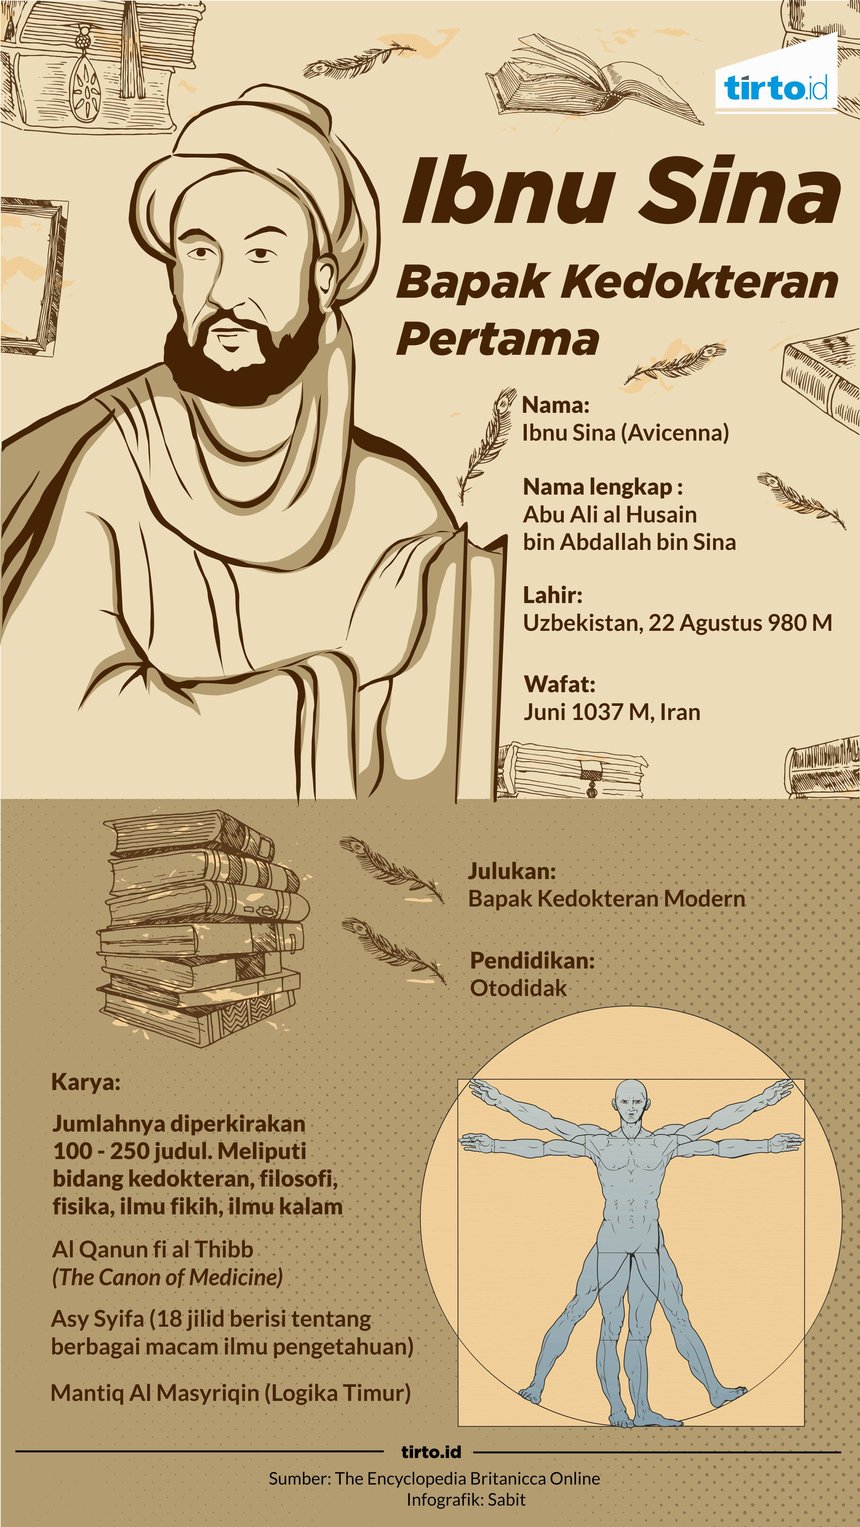 tirto.id
Ibnu Sina
Bapak Kedokteran
Pertama
Nama:
Ibnu Sina (Avicenna)
Nama lengkap :
Abu Ali al Husain
bin Abdallah bin Sina
Lahir:
Uzbekistan, 22 Agustus 980 M
Wafat:
Juni 1037 M, Iran
Julukan:
Bapak Kedokteran Modern
Pendidikan:
Otodidak
Karya:
Jumlahnya diperkirakan
100 - 250 judul. Meliputi
bidang kedokteran, filosofi,
fisika, ilmu fikih, ilmu kalam
Al Qanun fi al Thibb
(The Canon of Medicine)
Asy Syifa (18 jilid berisi tentang
berbagai macam ilmu pengetahuan)
Mantiq Al Masyriqin (Logika Timur)
tirto.id
Sumber: The Encyclopedia Britanicca Online
Infografik: Sabit